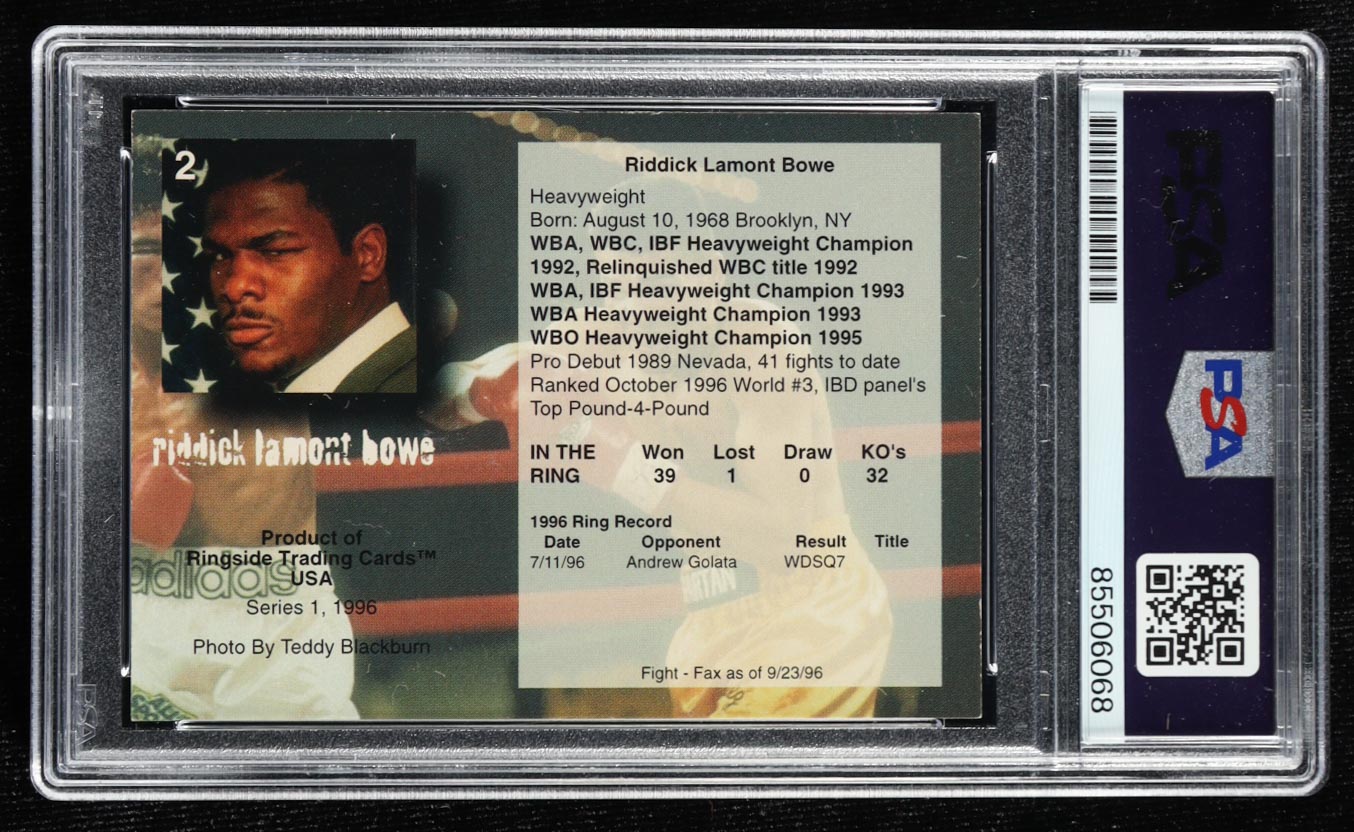 2
riddick lamont bowe
Product of
Ringside Trading Cards™
USA
Series 1, 1996
Photo By Teddy Blackburn
adidas
Riddick Lamont Bowe
Heavyweight
Born: August 10, 1968 Brooklyn, NY
WBA, WBC, IBF Heavyweight Champion
1992, Relinquished WBC title 1992
WBA, IBF Heavyweight Champion 1993
WBA Heavyweight Champion 1993
WBO Heavyweight Champion 1995
Pro Debut 1989 Nevada, 41 fights to date
Ranked October 1996 World #3, IBD panel's
Top Pound-4-Pound
IN THE Won Lost Draw KO's
RING 39 1 0 32
1996 Ring Record
Date Opponent Result Title
7/11/96 Andrew Golata WDSQ7
Fight - Fax as of 9/23/96
PSA
PSA
85506068
PSA